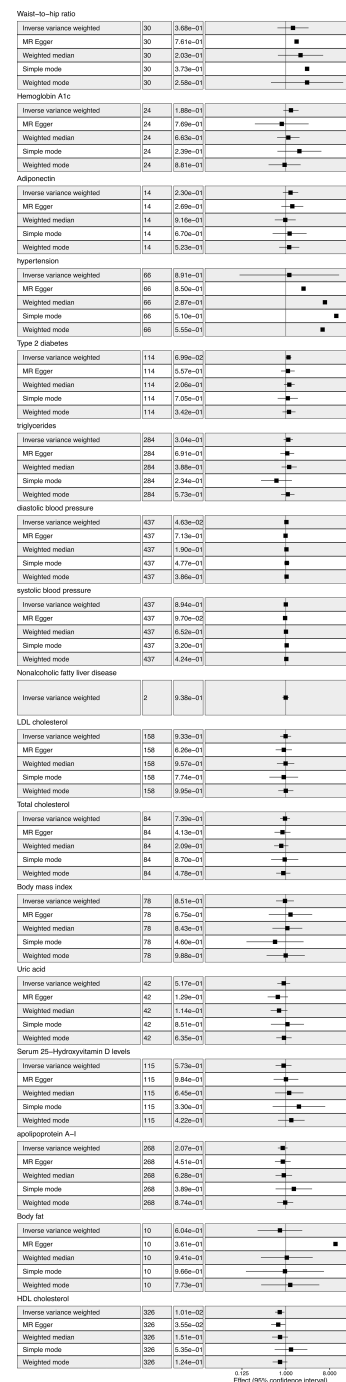 Waist−to−hip ratio
Inverse variance weighted 30 3.68e−01
MR Egger 30 7.61e−01
Weighted median 30 2.03e−01
Simple mode 30 3.73e−01
Weighted mode 30 2.58e−01
Hemoglobin A1c
Inverse variance weighted 24 1.88e−01
MR Egger 24 7.69e−01
Weighted median 24 6.63e−01
Simple mode 24 2.39e−01
Weighted mode 24 8.81e−01
Adiponectin
Inverse variance weighted 14 2.30e−01
MR Egger 14 2.69e−01
Weighted median 14 9.16e−01
Simple mode 14 6.70e−01
Weighted mode 14 5.23e−01
hypertension
Inverse variance weighted 66 8.91e−01
MR Egger 66 8.50e−01
Weighted median 66 2.87e−01
Simple mode 66 5.10e−01
Weighted mode 66 5.55e−01
Type 2 diabetes
Inverse variance weighted 114 6.99e−02
MR Egger 114 5.57e−01
Weighted median 114 2.06e−01
Simple mode 114 7.05e−01
Weighted mode 114 3.42e−01
triglycerides
Inverse variance weighted 284 3.04e−01
MR Egger 284 6.91e−01
Weighted median 284 3.88e−01
Simple mode 284 2.34e−01
Weighted mode 284 5.73e−01
diastolic blood pressure
Inverse variance weighted 437 4.63e−02
MR Egger 437 7.13e−01
Weighted median 437 1.90e−01
Simple mode 437 4.77e−01
Weighted mode 437 3.86e−01
systolic blood pressure
Inverse variance weighted 437 8.94e−01
MR Egger 437 9.70e−02
Weighted median 437 6.52e−01
Simple mode 437 3.20e−01
Weighted mode 437 4.24e−01
Nonalcoholic fatty liver disease
Inverse variance weighted 2 9.38e−01
LDL cholesterol
Inverse variance weighted 158 9.33e−01
MR Egger 158 6.26e−01
Weighted median 158 9.57e−01
Simple mode 158 7.74e−01
Weighted mode 158 9.95e−01
Total cholesterol
Inverse variance weighted 84 7.39e−01
MR Egger 84 4.13e−01
Weighted median 84 2.09e−01
Simple mode 84 8.70e−01
Weighted mode 84 4.78e−01
Body mass index
Inverse variance weighted 78 8.51e−01
MR Egger 78 6.75e−01
Weighted median 78 8.43e−01
Simple mode 78 4.60e−01
Weighted mode 78 9.88e−01
Uric acid
Inverse variance weighted 42 5.17e−01
MR Egger 42 1.29e−01
Weighted median 42 1.14e−01
Simple mode 42 8.51e−01
Weighted mode 42 6.35e−01
Serum 25−Hydroxyvitamin D levels
Inverse variance weighted 115 5.73e−01
MR Egger 115 9.84e−01
Weighted median 115 6.45e−01
Simple mode 115 3.30e−01
Weighted mode 115 4.22e−01
apolipoprotein A−I
Inverse variance weighted 268 2.07e−01
MR Egger 268 4.51e−01
Weighted median 268 6.28e−01
Simple mode 268 3.89e−01
Weighted mode 268 8.74e−01
Body fat
Inverse variance weighted 10 6.04e−01
MR Egger 10 3.61e−01
Weighted median 10 9.41e−01
Simple mode 10 9.66e−01
Weighted mode 10 7.73e−01
HDL cholesterol
Inverse variance weighted 326 1.01e−02
MR Egger 326 3.55e−02
Weighted median 326 1.51e−01
Simple mode 326 5.35e−01
Weighted mode 326 1.24e−01
0.125 1.000 8.000
Effect (95% confidence interval)